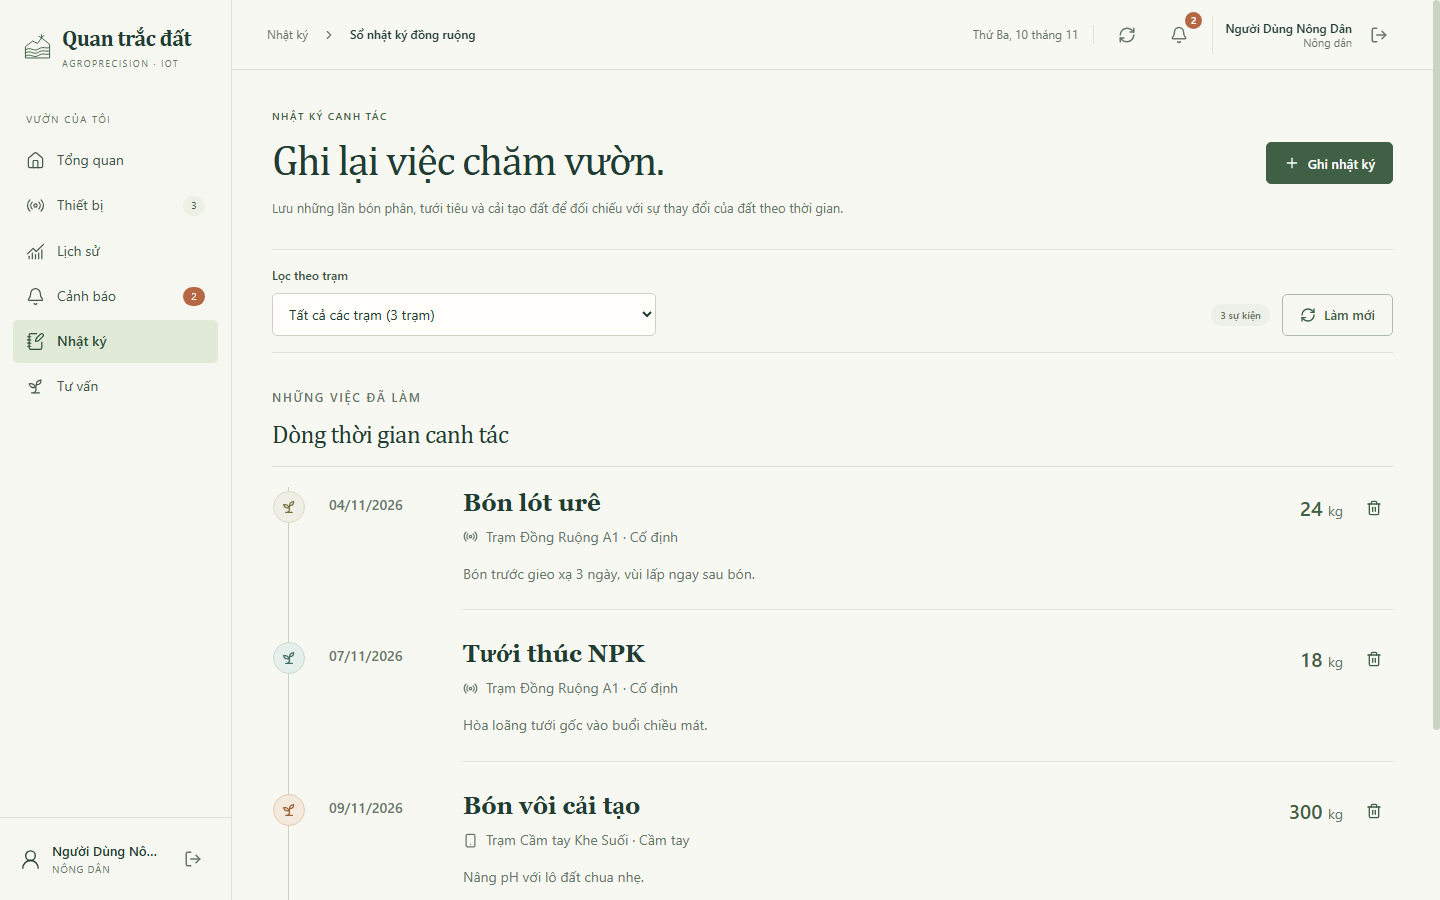 Quan trắc đất
AGROPRECISION · IOT
VƯỜN CỦA TÔI
Tổng quan
Thiết bị 3
Lịch sử
Cảnh báo 2
Nhật ký
Tư vấn
Người Dùng Nô...
NÔNG DÂN
Nhật ký > Sổ nhật ký đồng ruộng
Thứ Ba, 10 tháng 11
2
Người Dùng Nông Dân
Nông dân
NHẬT KÝ CANH TÁC
Ghi lại việc chăm vườn.
Lưu những lần bón phân, tưới tiêu và cải tạo đất để đối chiếu với sự thay đổi của đất theo thời gian.
+ Ghi nhật ký
Lọc theo trạm
Tất cả các trạm (3 trạm)
3 sự kiện
Làm mới
NHỮNG VIỆC ĐÃ LÀM
Dòng thời gian canh tác
04/11/2026
Bón lót urê
24 kg
Trạm Đồng Ruộng A1 · Cố định
Bón trước gieo xạ 3 ngày, vùi lấp ngay sau bón.
07/11/2026
Tưới thúc NPK
18 kg
Trạm Đồng Ruộng A1 · Cố định
Hòa loãng tưới gốc vào buổi chiều mát.
09/11/2026
Bón vôi cải tạo
300 kg
Trạm Cầm tay Khe Suối · Cầm tay
Nâng pH với lô đất chua nhẹ.